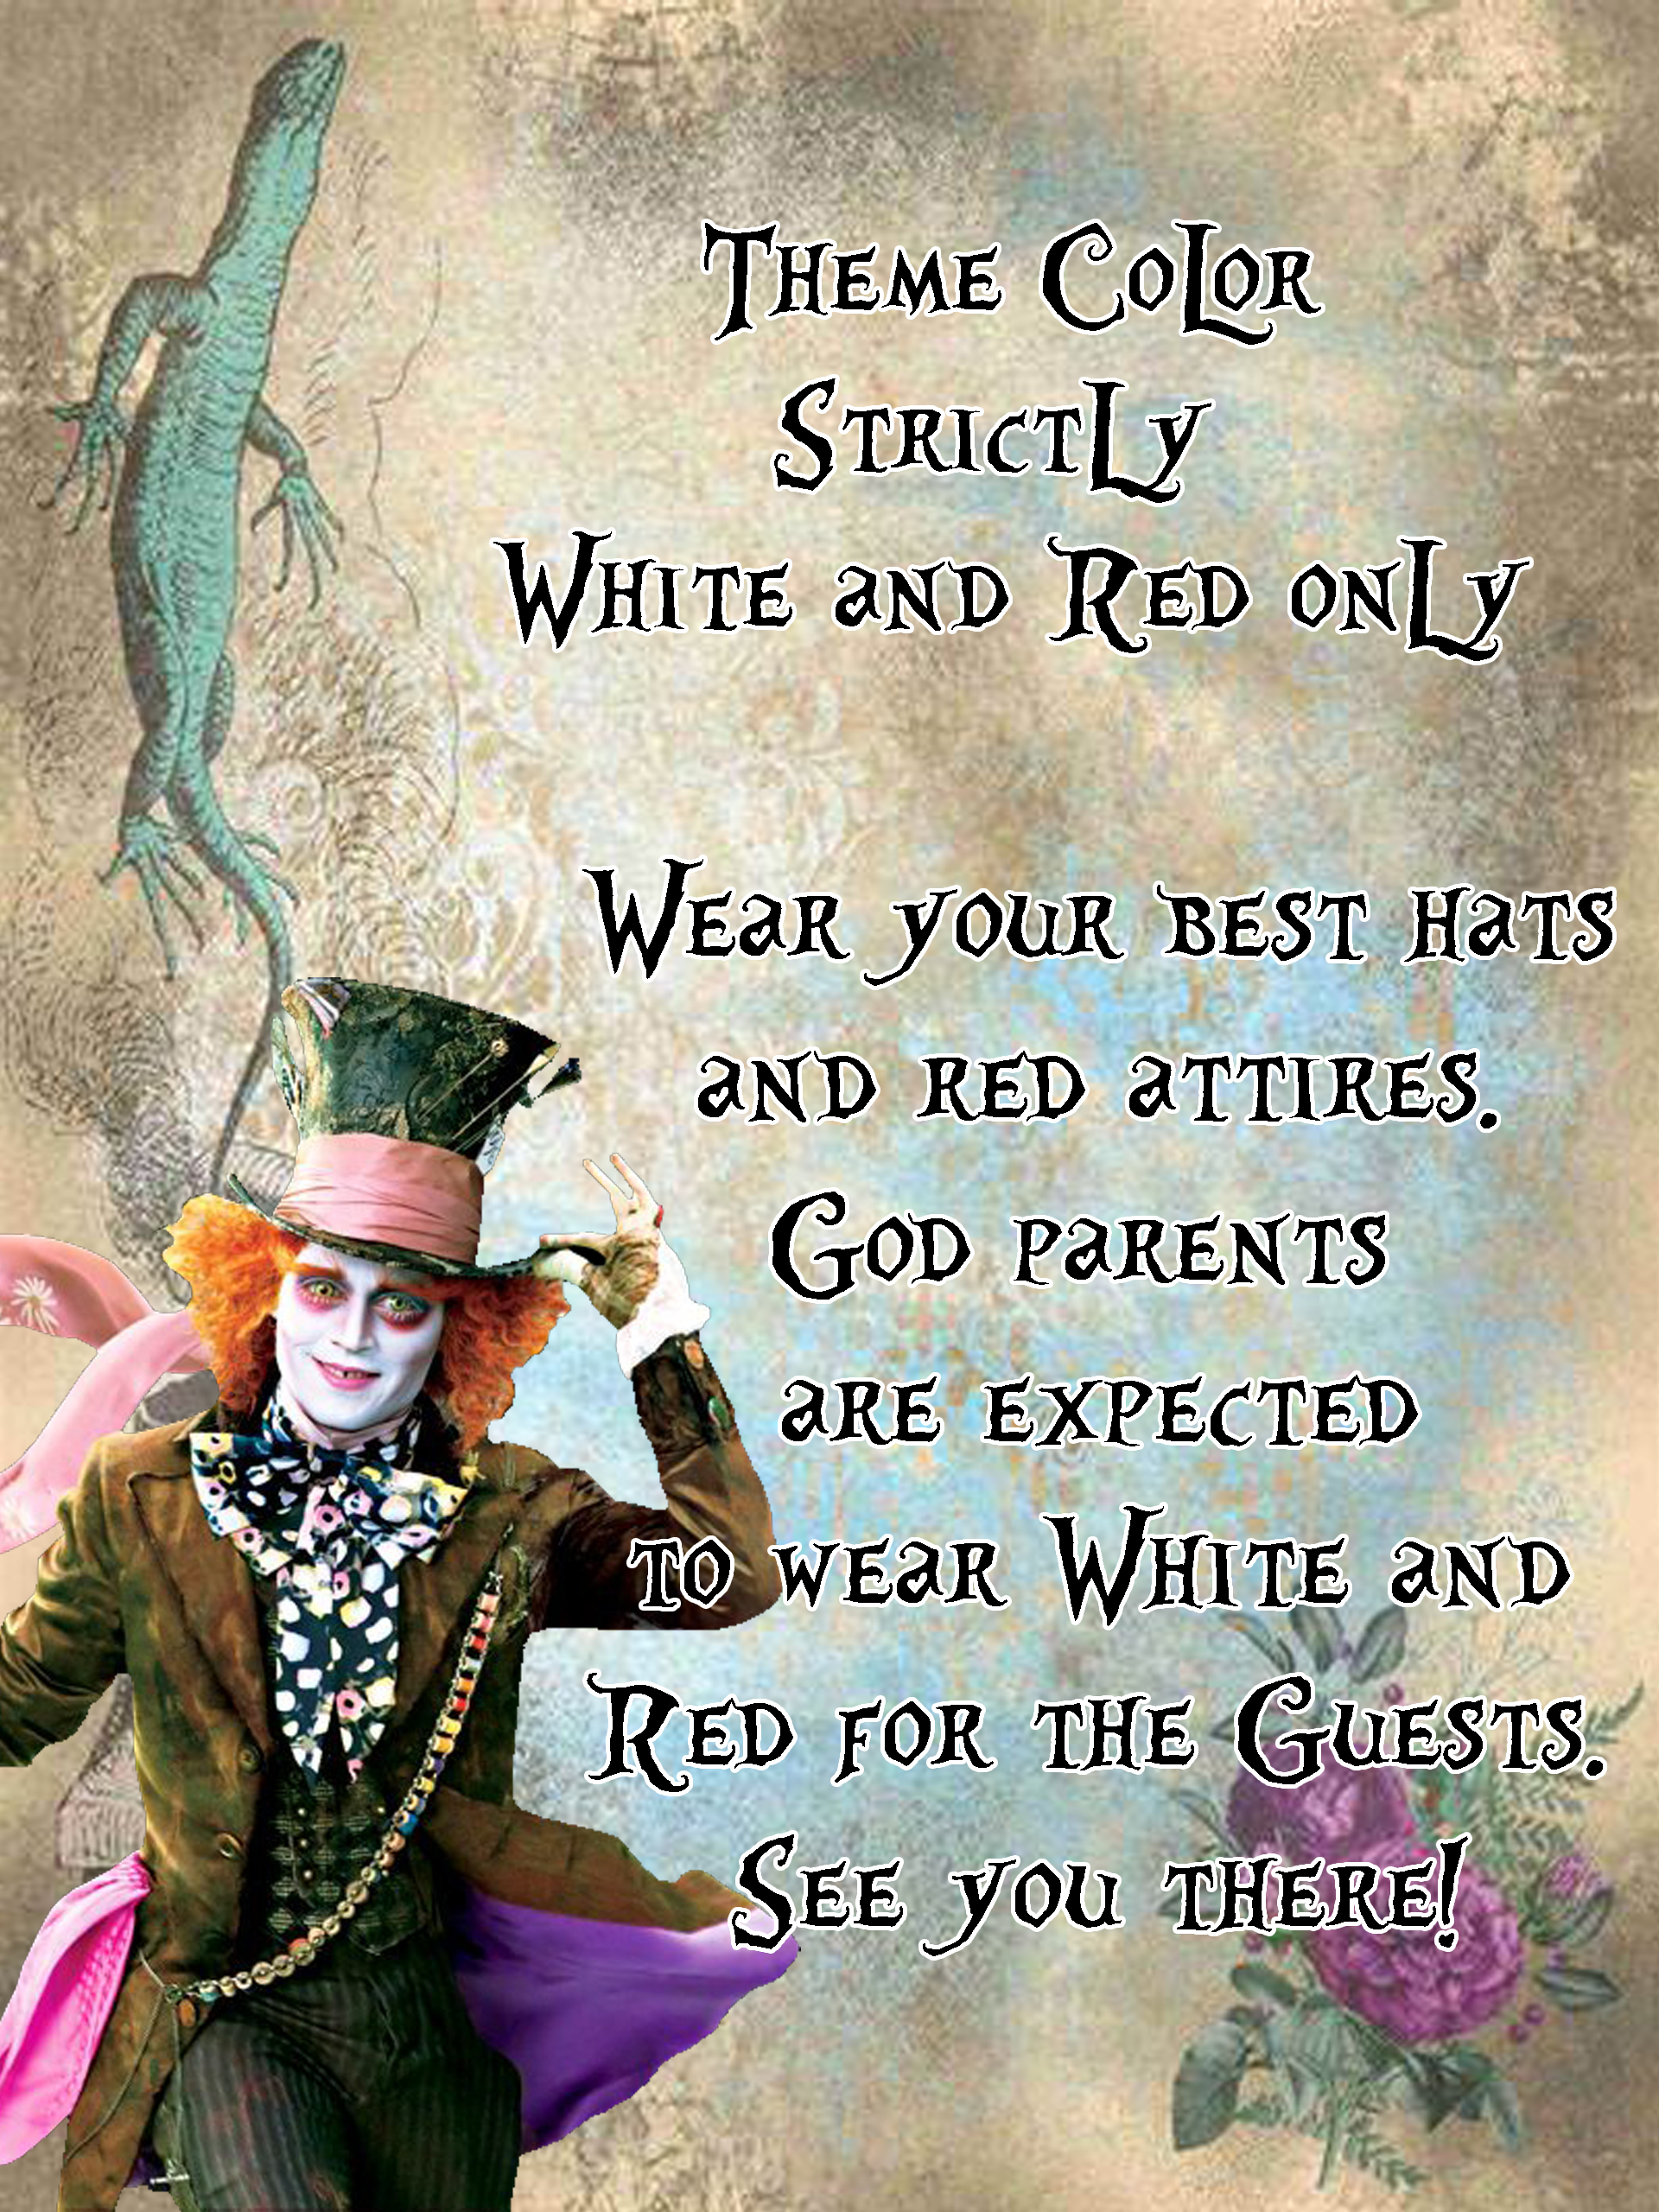 Theme Color
Strictly
White and Red only
Wear your best hats
and red attires.
God parents
are expected
to wear White and
Red for the Guests.
See you there!